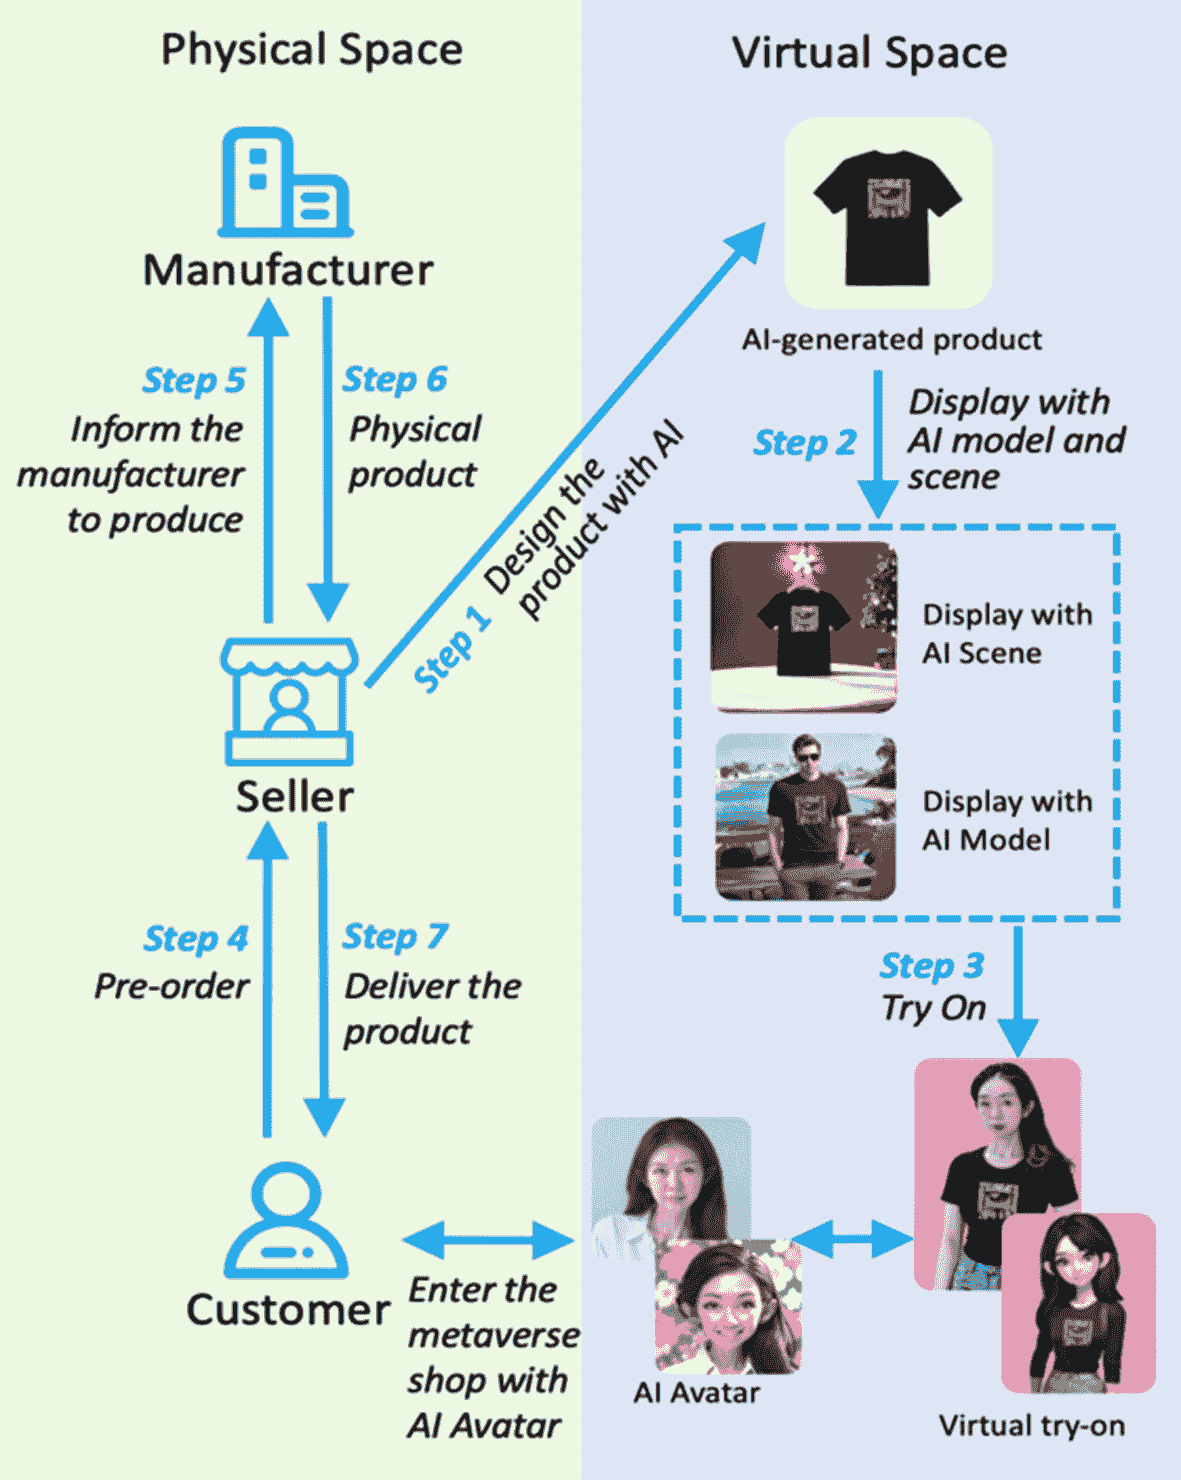 Physical Space
Virtual Space
Manufacturer
AI-generated product
Step 5
Inform the
manufacturer
to produce
Step 6
Physical
product
Step 1 Design the
product with AI
Step 2
Display with
AI model and
scene
Display with
AI Scene
Display with
AI Model
Seller
Step 4
Pre-order
Step 7
Deliver the
product
Step 3
Try On
Customer
Enter the
metaverse
shop with
AI Avatar
AI Avatar
Virtual try-on